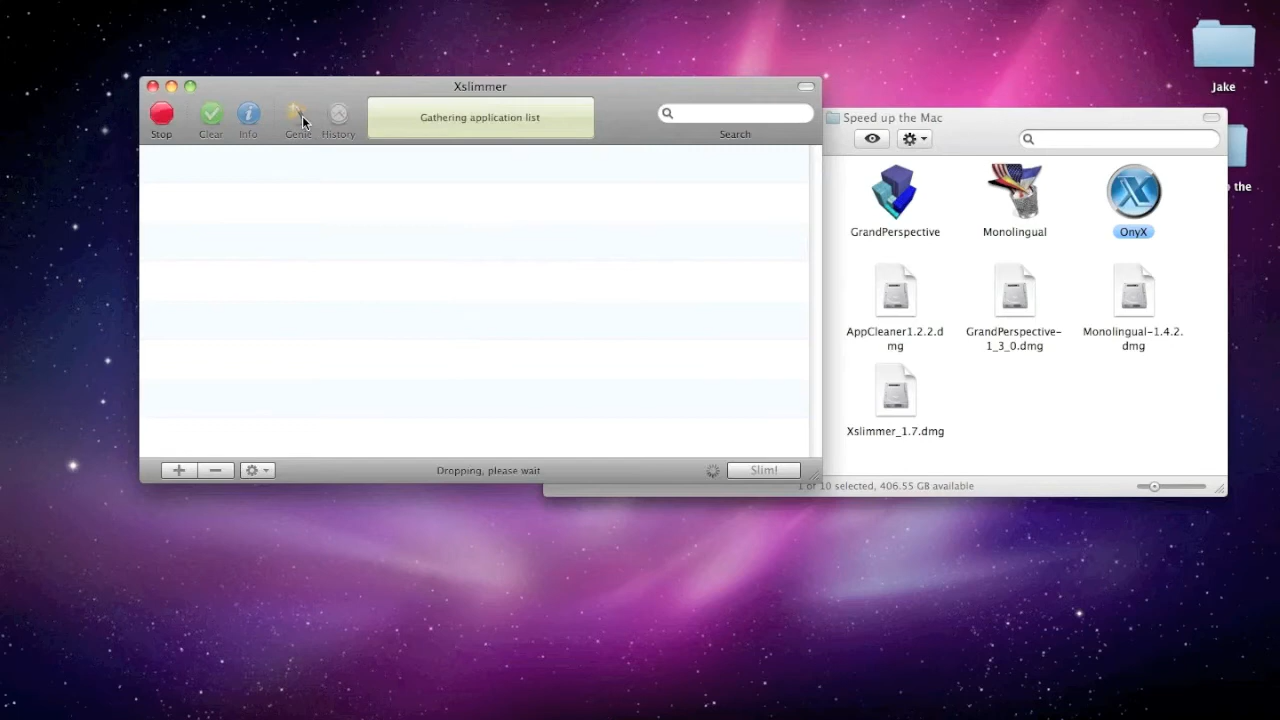 Jake
Xslimmer
Stop
Clear
Info
Genie
History
Gathering application list
Search
Speed up the Mac
the
GrandPerspective
Monolingual
OnyX
AppCleaner1.2.2.d
mg
GrandPerspective-
1_3_0.dmg
Monolingual-1.4.2.
dmg
Xslimmer_1.7.dmg
Dropping, please wait
Slim!
1 of 10 selected, 406.55 GB available